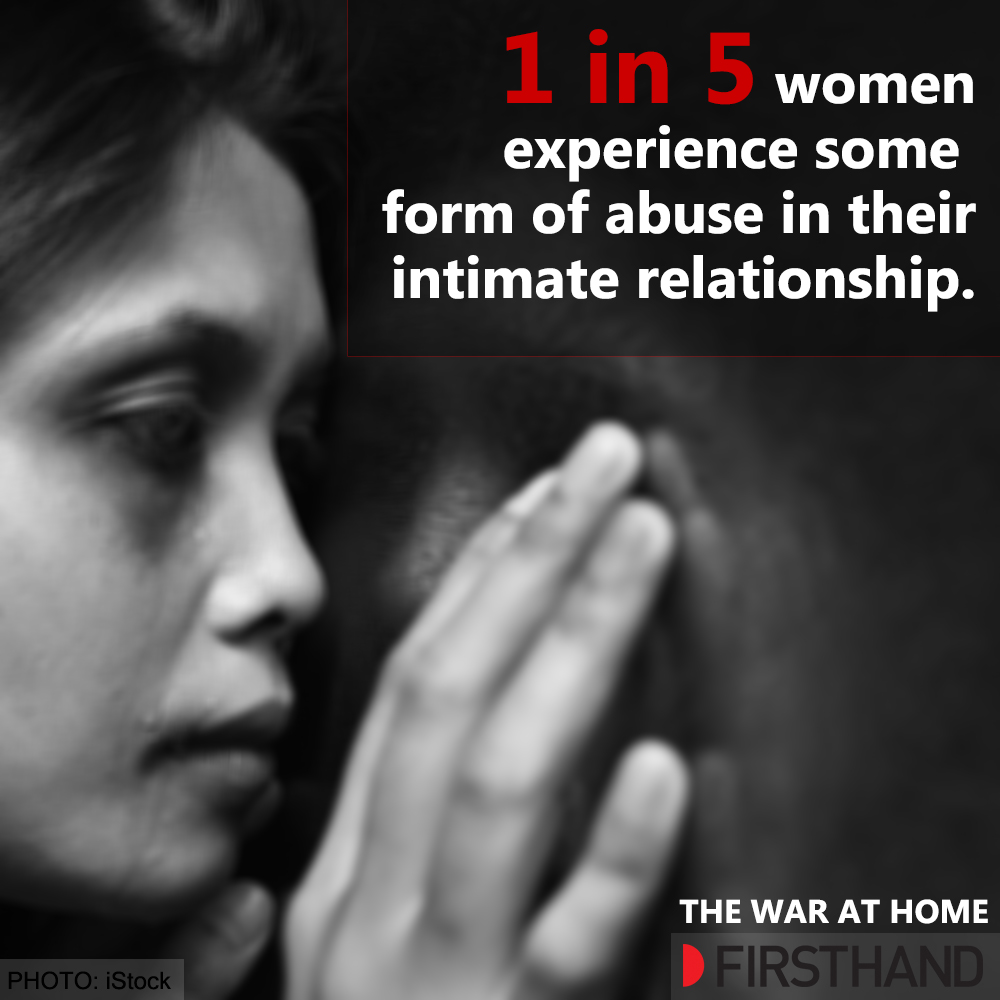 1 in 5 women
experience some
form of abuse in their
intimate relationship.
THE WAR AT HOME
FIRSTHAND
PHOTO: iStock